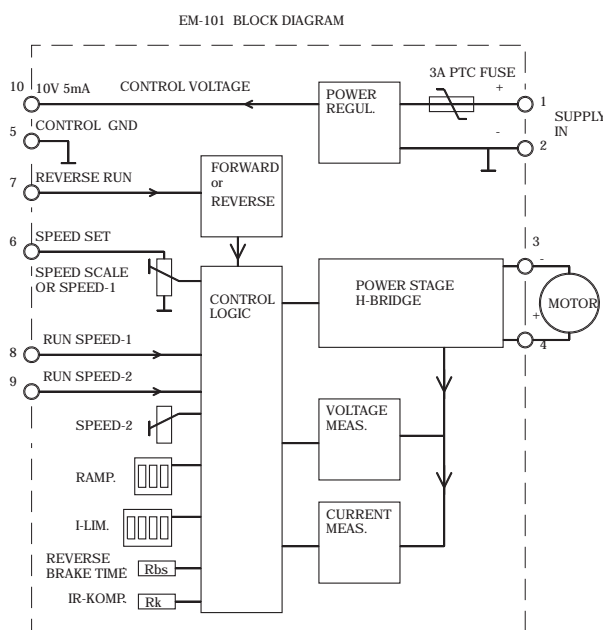 EM-101 BLOCK DIAGRAM
10
10V 5mA
CONTROL VOLTAGE
POWER
REGUL.
3A PTC FUSE
+
1
SUPPLY
IN
-
2
5
CONTROL GND
7
REVERSE RUN
FORWARD
or
REVERSE
6
SPEED SET
SPEED SCALE
OR SPEED-1
CONTROL
LOGIC
POWER STAGE
H-BRIDGE
3
-
MOTOR
+
4
8
RUN SPEED-1
9
RUN SPEED-2
SPEED-2
VOLTAGE
MEAS.
RAMP.
I-LIM.
CURRENT
MEAS.
REVERSE
BRAKE TIME
Rbs
IR-KOMP.
Rk